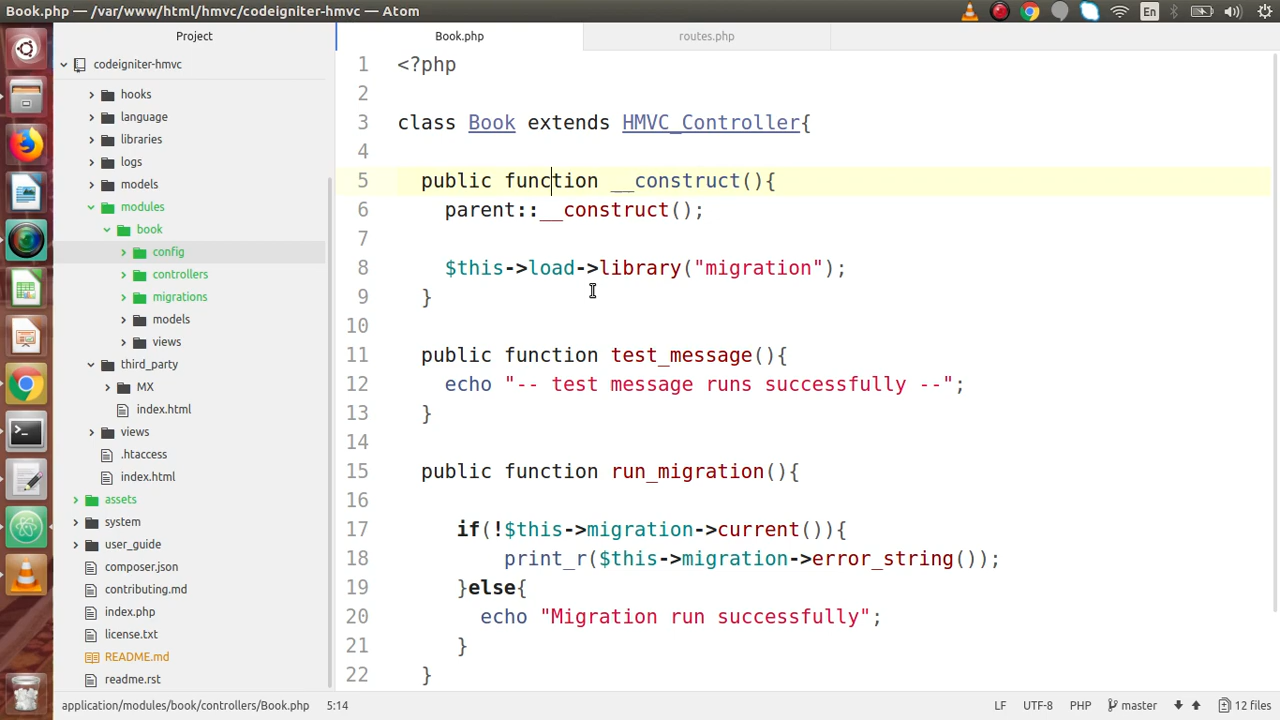 Book.php — /var/www/html/hmvc/codeigniter-hmvc — Atom
En
Project
Book.php
routes.php
codeigniter-hmvc
hooks
language
libraries
logs
models
modules
book
config
controllers
migrations
models
views
third_party
MX
index.html
views
.htaccess
index.html
assets
system
user_guide
composer.json
contributing.md
index.php
license.txt
README.md
readme.rst
1 <?php
2
3 class Book extends HMVC_Controller{
4
5 public function __construct(){
6 parent::__construct();
7
8 $this->load->library("migration");
9 }
10
11 public function test_message(){
12 echo "-- test message runs successfully --";
13 }
14
15 public function run_migration(){
16
17 if(!$this->migration->current()){
18 print_r($this->migration->error_string());
19 }else{
20 echo "Migration run successfully";
21 }
22 }
application/modules/book/controllers/Book.php 5:14 LF UTF-8 PHP master 12 files